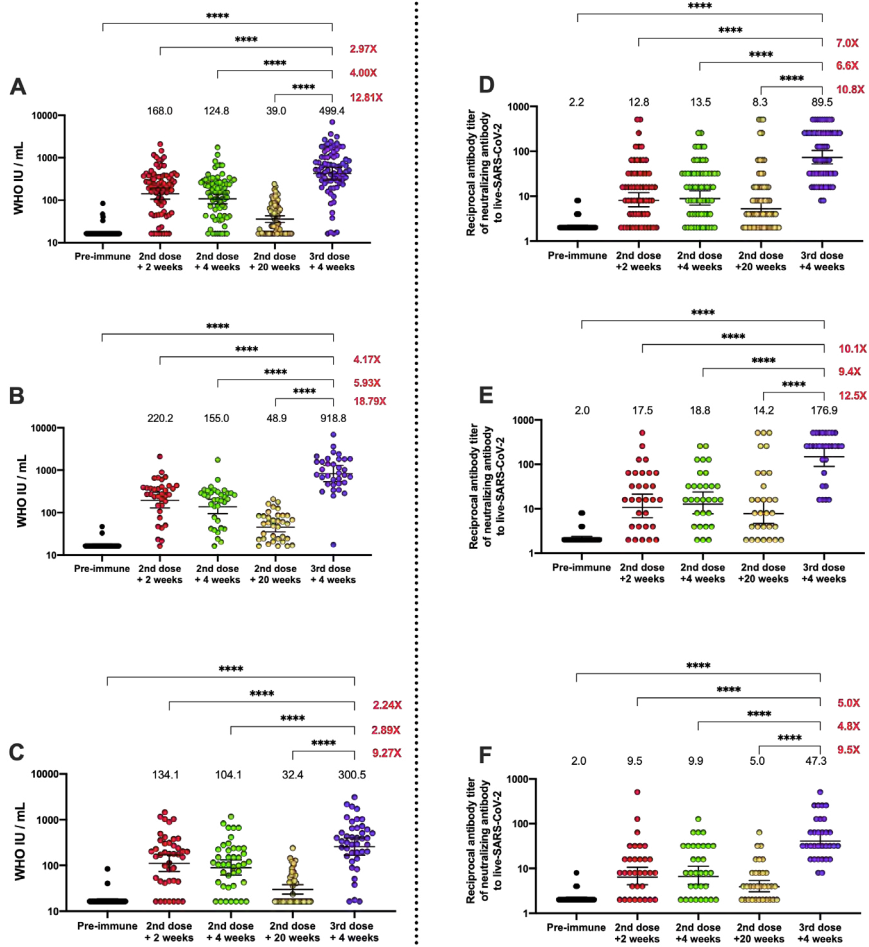 ****
****
2.97X
****
4.00X
****
12.81X
A
168.0 124.8 39.0 499.4
10000
1000
100
10
WHO IU / mL
Pre-immune 2nd dose + 2 weeks 2nd dose + 4 weeks 2nd dose + 20 weeks 3rd dose + 4 weeks
****
****
4.17X
****
5.93X
****
18.79X
B
220.2 155.0 48.9 918.8
10000
1000
100
10
WHO IU / mL
Pre-immune 2nd dose + 2 weeks 2nd dose + 4 weeks 2nd dose + 20 weeks 3rd dose + 4 weeks
****
****
2.24X
****
2.89X
****
9.27X
C
134.1 104.1 32.4 300.5
10000
1000
100
10
WHO IU / mL
Pre-immune 2nd dose + 2 weeks 2nd dose + 4 weeks 2nd dose + 20 weeks 3rd dose + 4 weeks
****
****
7.0X
****
6.6X
****
10.8X
D
2.2 12.8 13.5 8.3 89.5
1000
100
10
1
Reciprocal antibody titer
of neutralizing antibody
to live-SARS-CoV-2
Pre-immune 2nd dose +2 weeks 2nd dose +4 weeks 2nd dose +20 weeks 3rd dose +4 weeks
****
****
10.1X
****
9.4X
****
12.5X
E
2.0 17.5 18.8 14.2 176.9
1000
100
10
1
Reciprocal antibody titer
of neutralizing antibody
to live-SARS-CoV-2
Pre-immune 2nd dose +2 weeks 2nd dose +4 weeks 2nd dose +20 weeks 3rd dose +4 weeks
****
****
5.0X
****
4.8X
****
9.5X
F
2.0 9.5 9.9 5.0 47.3
1000
100
10
1
Reciprocal antibody titer
of neutralizing antibody
to live-SARS-CoV-2
Pre-immune 2nd dose +2 weeks 2nd dose +4 weeks 2nd dose +20 weeks 3rd dose +4 weeks